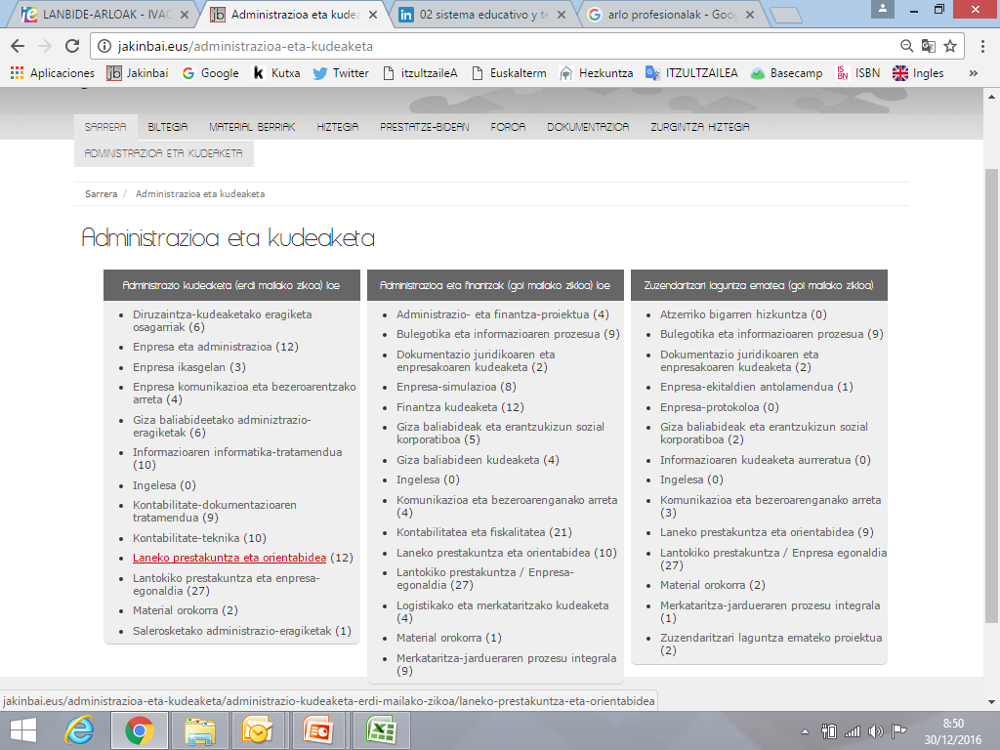 LANBIDE-ARLOAK - IVAC
Administrazioa eta kudea
02 sistema educativo y te
arlo profesionalak - Goo
jakinbai.eus/administrazioa-eta-kudeaketa
Aplicaciones Jakinbai Google Kutxa Twitter itzultzaileA Euskalterm Hezkuntza ITZULTZAILEA Basecamp ISBN Ingles »
SARRERA BILTEGIA MATERIAL BERRIAK HIZTEGIA PRESTATZE-BIDEAN FOROA DOKUMENTAZIOA ZURGINTZA HIZTEGIA
ADMINISTRAZIOA ETA KUDEAKETA
Sarrera / Administrazioa eta kudeaketa
Administrazioa eta kudeaketa
Administrazio kudeaketa (erdi mailako zikoa) loe
Diruzaintza-kudeaketako eragiketa
osagarriak (6)
Enpresa eta administrazioa (12)
Enpresa ikasgelan (3)
Enpresa komunikazioa eta bezeroarentzako
arreta (4)
Giza baliabideetako adminiztrazio-
eragiketak (6)
Informazioaren informatika-tratamendua
(10)
Ingelesa (0)
Kontabilitate-dokumentazioaren
tratamendua (9)
Kontabilitate-teknika (10)
Laneko prestakuntza eta orientabidea (12)
Lantokiko prestakuntza eta enpresa-
egonaldia (27)
Material orokorra (2)
Salerosketako administrazio-eragiketak (1)
Administrazioa eta finantzak (goi mailako zikloa) loe
Administrazio- eta finantza-proiektua (4)
Bulegotika eta informazioaren prozesua (9)
Dokumentazio juridikoaren eta
enpresakoaren kudeaketa (2)
Enpresa-simulazioa (8)
Finantza kudeaketa (12)
Giza baliabideak eta erantzukizun sozial
korporatiboa (5)
Giza baliabideen kudeaketa (4)
Ingelesa (0)
Komunikazioa eta bezeroarenganako arreta
(4)
Kontabilitatea eta fiskalitatea (21)
Laneko prestakuntza eta orientabidea (10)
Lantokiko prestakuntza / Enpresa-
egonaldia (27)
Logistikako eta merkataritzako kudeaketa
(4)
Material orokorra (1)
Merkataritza-jardueraren prozesu integrala
(9)
Zuzendaritzari laguntza ematea (goi mailako zikloa)
Atzerriko bigarren hizkuntza (0)
Bulegotika eta informazioaren prozesua (9)
Dokumentazio juridikoaren eta
enpresakoaren kudeaketa (2)
Enpresa-ekitaldien antolamendua (1)
Enpresa-protokoloa (0)
Giza baliabideak eta erantzukizun sozial
korporatiboa (2)
Informazioaren kudeaketa aurreratua (0)
Ingelesa (0)
Komunikazioa eta bezeroarenganako arreta
(3)
Laneko prestakuntza eta orientabidea (9)
Lantokiko prestakuntza / Enpresa egonaldia
(27)
Material orokorra (2)
Merkataritza-jardueraren prozesu integrala
(1)
Zuzendaritzari laguntza emateko proiektua
(2)
jakinbai.eus/administrazioa-eta-kudeaketa/administrazio-kudeaketa-erdi-mailako-zikoa/laneko-prestakuntza-eta-orientabidea
8:50
30/12/2016